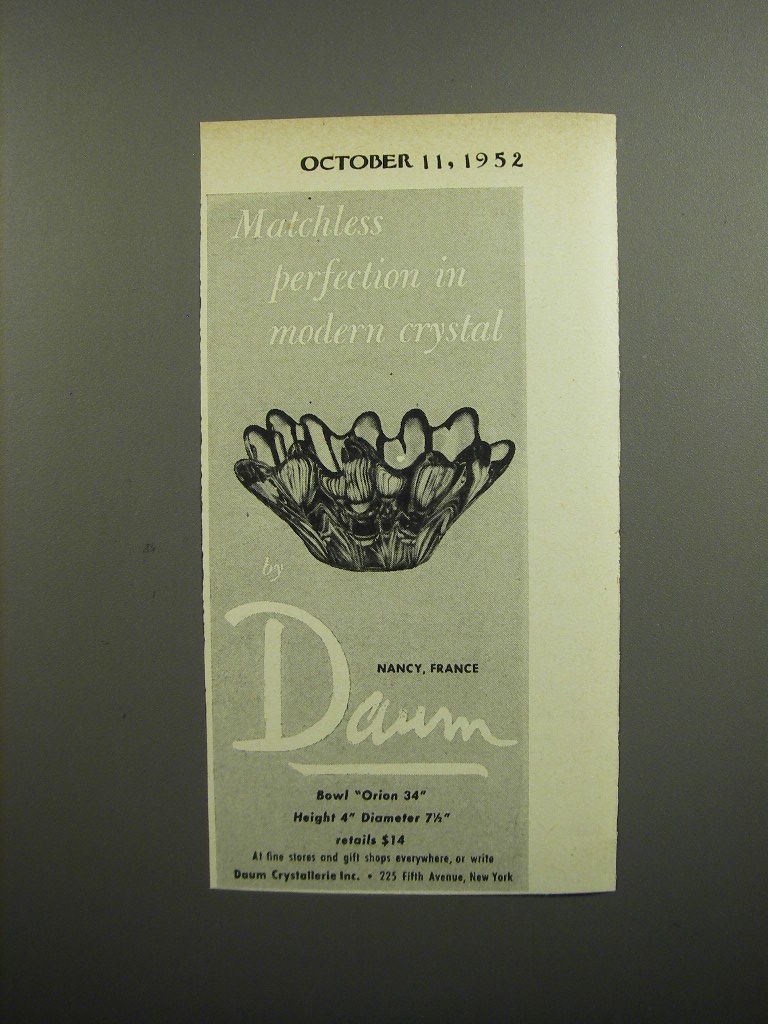 OCTOBER 11, 1952
Matchless
perfection in
modern crystal
by
Daum
NANCY, FRANCE
Bowl "Orion 34"
Height 4" Diameter 7½"
retails $14
At fine stores and gift shops everywhere, or write
Daum Crystallerie Inc. • 225 Fifth Avenue, New York